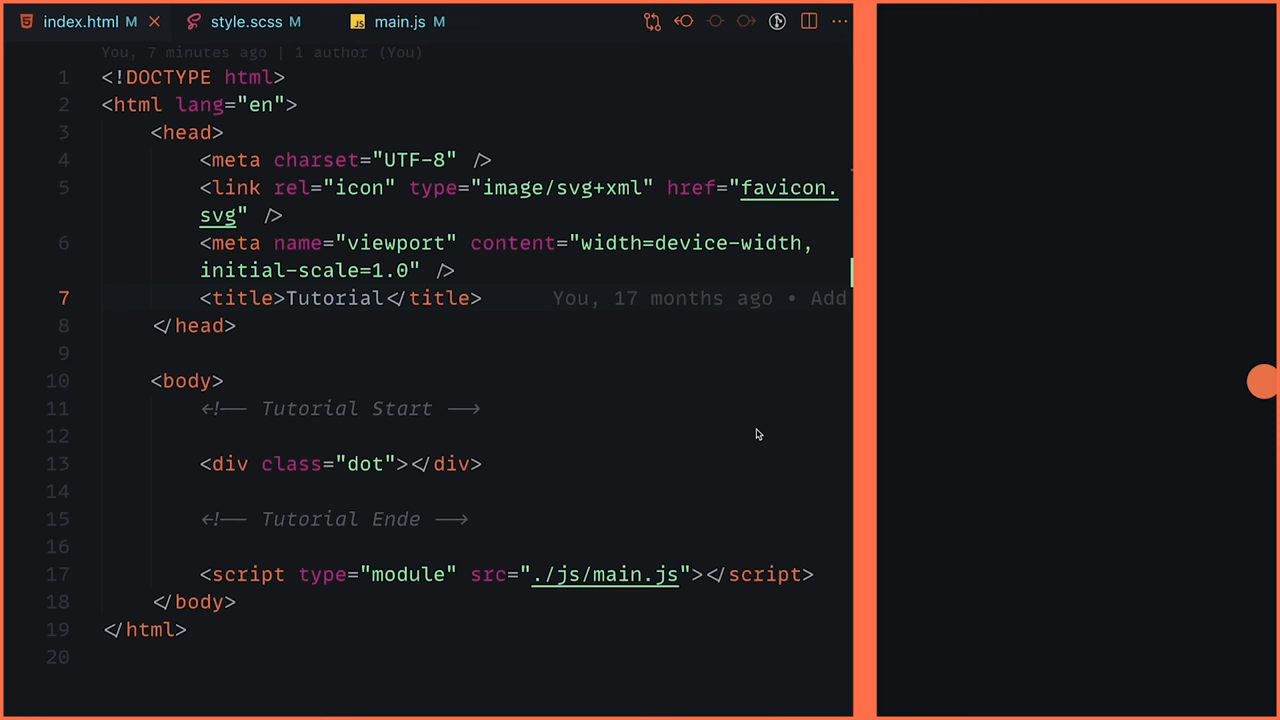 index.html M
style.scss M
JS main.js M
You, 7 minutes ago | 1 author (You)
1 <!DOCTYPE html>
2 <html lang="en">
3 <head>
4 <meta charset="UTF-8" />
5 <link rel="icon" type="image/svg+xml" href="favicon.
svg" />
6 <meta name="viewport" content="width=device-width,
initial-scale=1.0" />
7 <title>Tutorial</title> You, 17 months ago • Add
8 </head>
9
10 <body>
11 <!-- Tutorial Start -->
12
13 <div class="dot"></div>
14
15 <!-- Tutorial Ende -->
16
17 <script type="module" src="./js/main.js"></script>
18 </body>
19 </html>
20